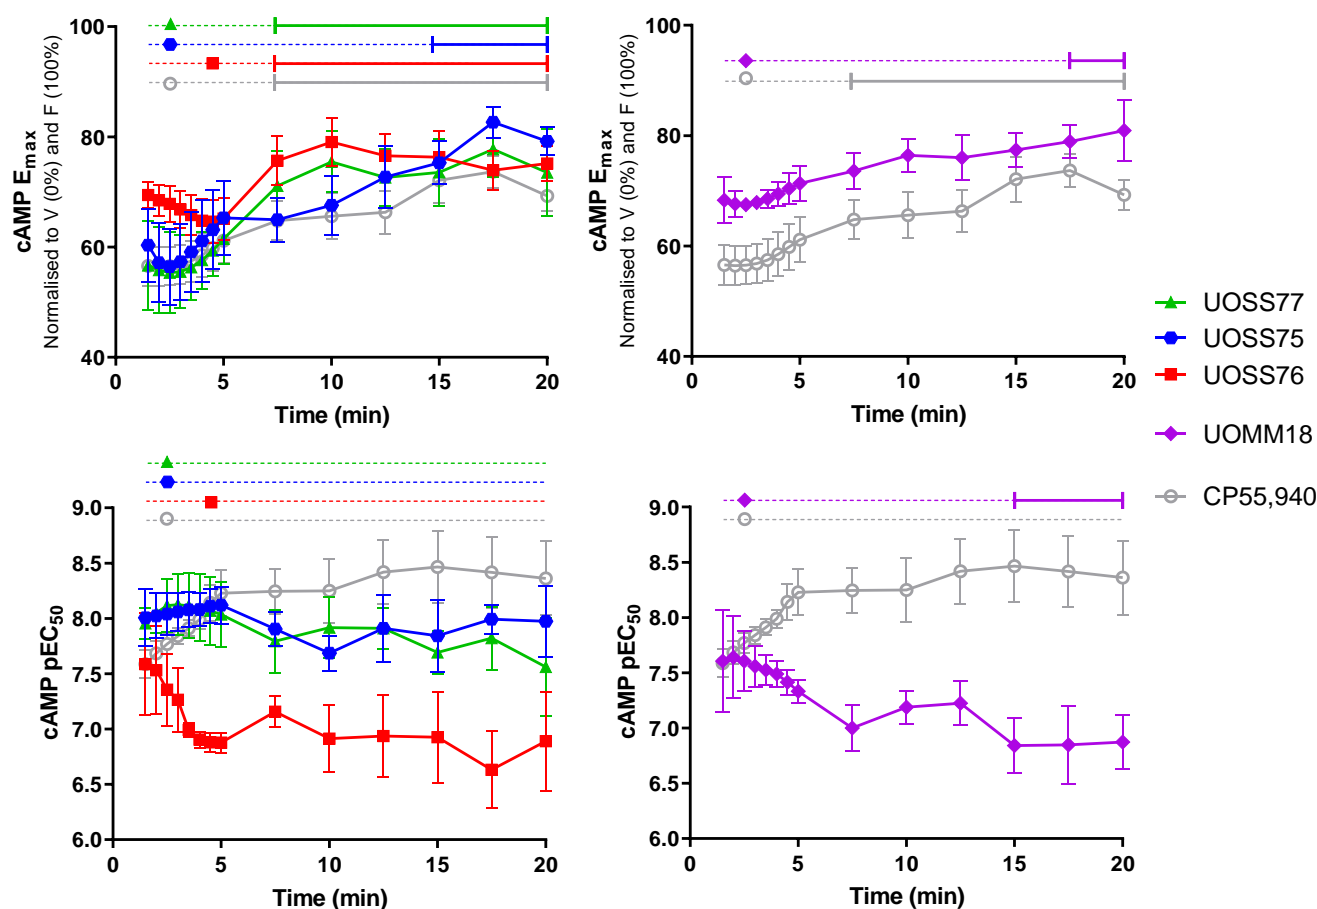 cAMP Emax
Normalised to V (0%) and F (100%)
100
80
60
40
0 5 10 15 20
Time (min)
cAMP Emax
Normalised to V (0%) and F (100%)
100
80
60
40
0 5 10 15 20
Time (min)
UOSS77
UOSS75
UOSS76
UOMM18
CP55,940
cAMP pEC50
9.0
8.5
8.0
7.5
7.0
6.5
6.0
0 5 10 15 20
Time (min)
cAMP pEC50
9.0
8.5
8.0
7.5
7.0
6.5
6.0
0 5 10 15 20
Time (min)